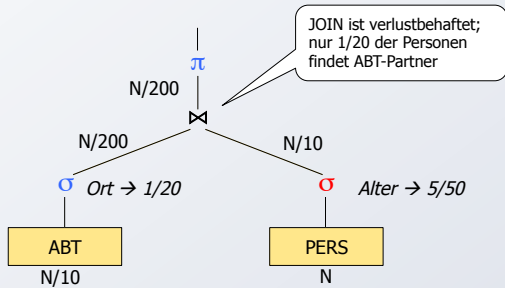 JOIN ist verlustbehaftet;
nur 1/20 der Personen
findet ABT-Partner
π
N/200
⋈
N/200
N/10
σ Ort → 1/20
σ Alter → 5/50
ABT
PERS
N/10
N